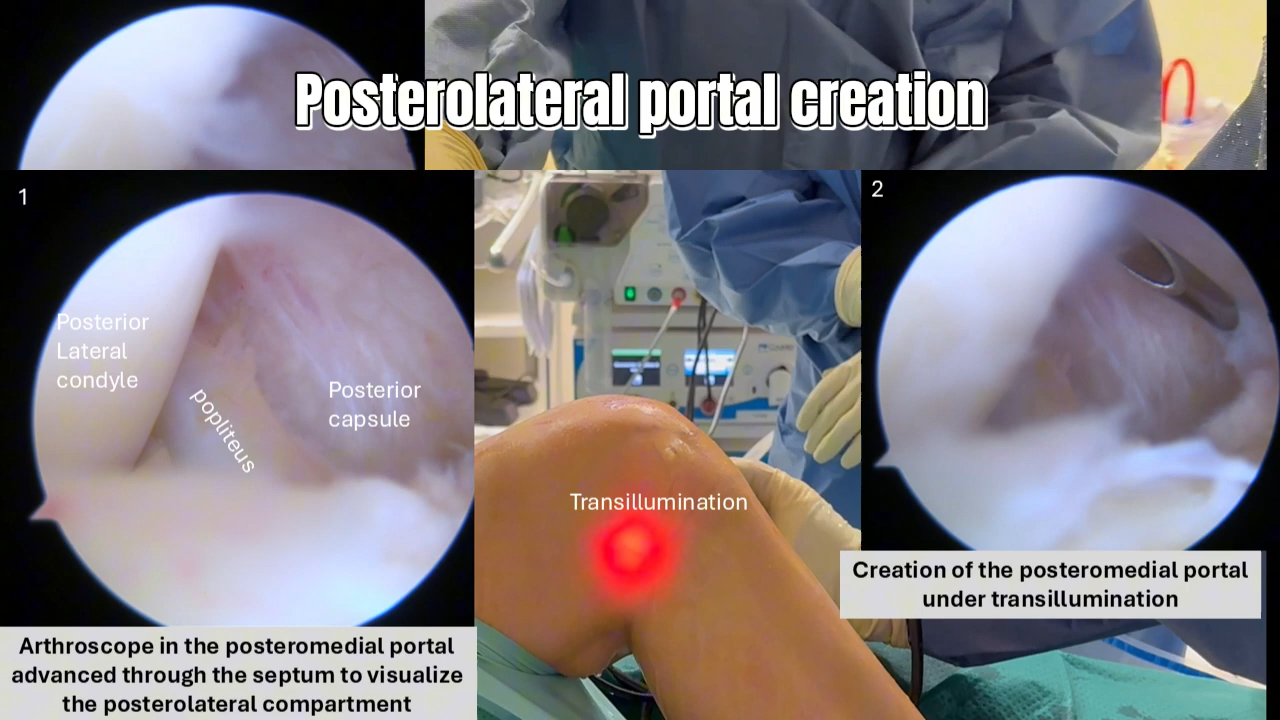 Posterolateral portal creation
1
Posterior
Lateral
condyle
popliteus
Posterior
capsule
Arthroscope in the posteromedial portal
advanced through the septum to visualize
the posterolateral compartment
Transillumination
2
Creation of the posteromedial portal
under transillumination